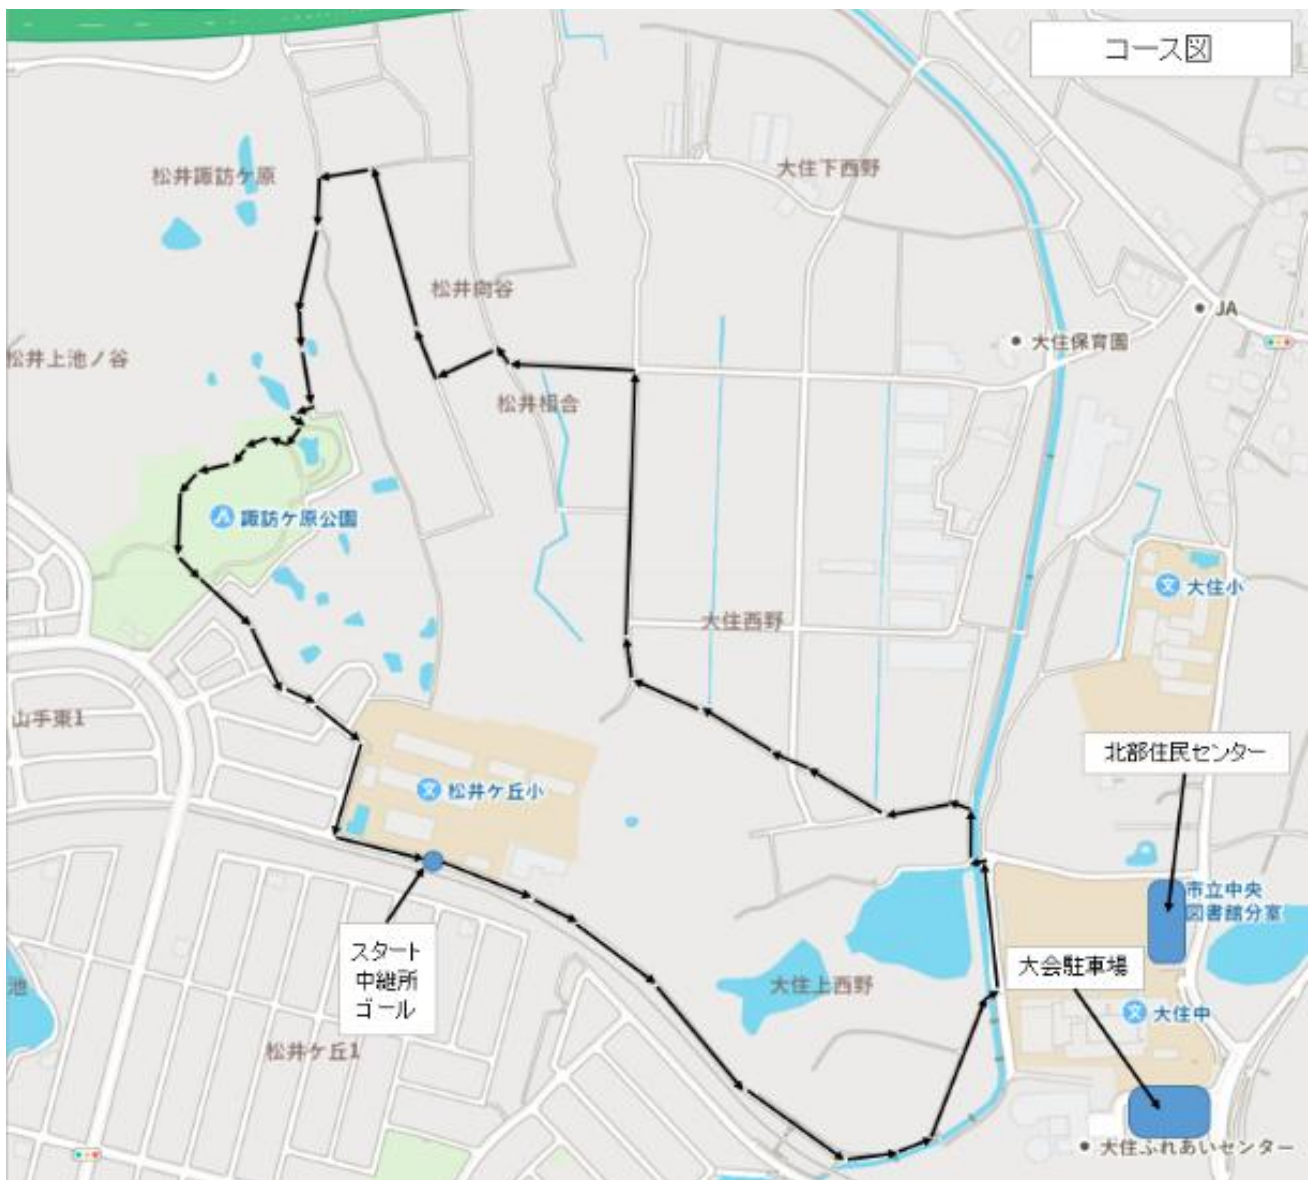 コース図
松井諏訪ケ原
大住下西野
松井向谷
JA
大住保育園
松井上池ノ谷
松井相合
諏訪ケ原公園
大住小
大住西野
山手東1
北部住民センター
松井ケ丘小
市立中央
図書館分室
スタート
中継所
ゴール
大会駐車場
池
大住上西野
大住中
松井ケ丘1
大住ふれあいセンター